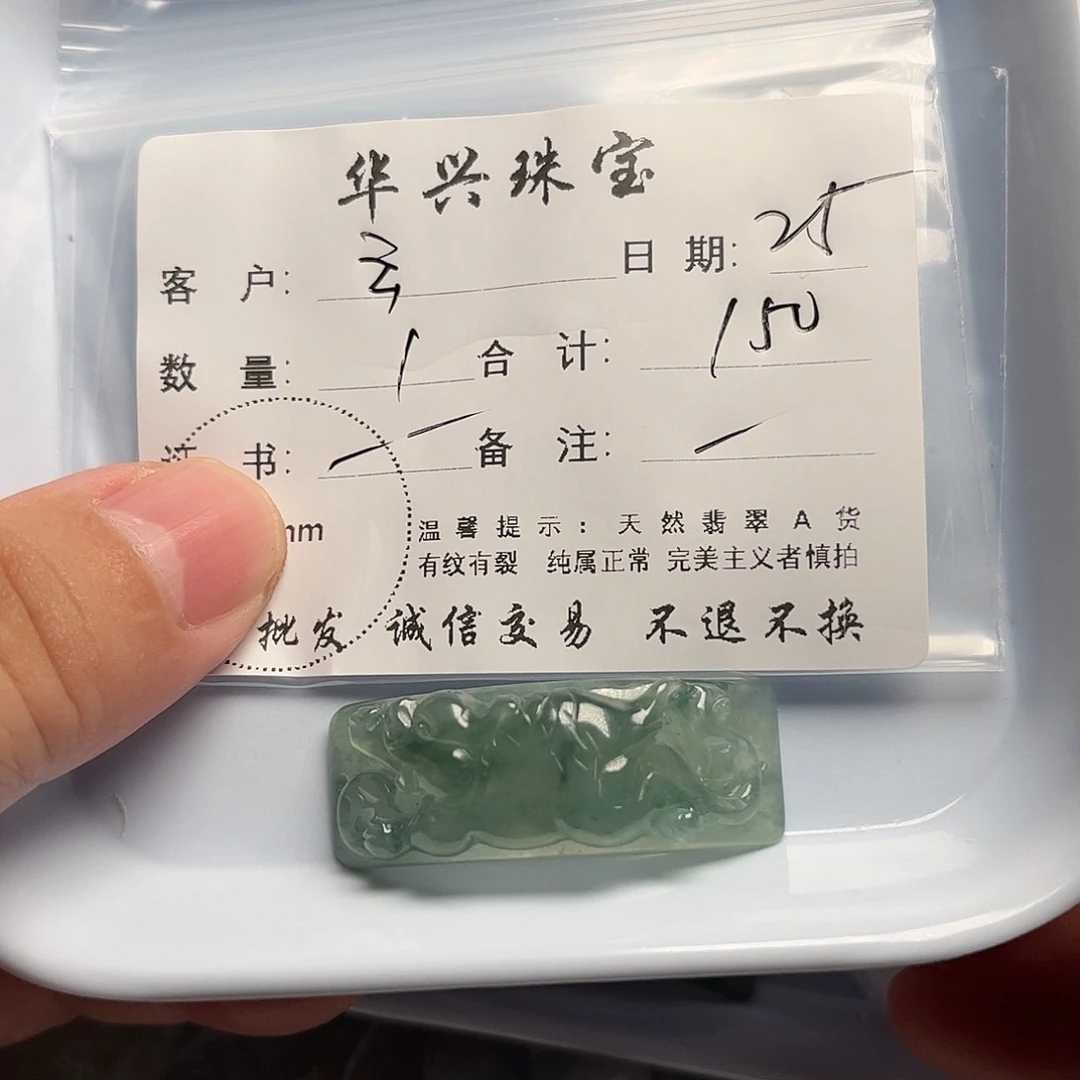 华兴珠宝
客 户： 日 期： 25
数 量： 1 合 计： 150
证 书： 备 注：
mm 温馨提示：天然翡翠A货
有纹有裂 纯属正常 完美主义者慎拍
批发 诚信交易 不退不换